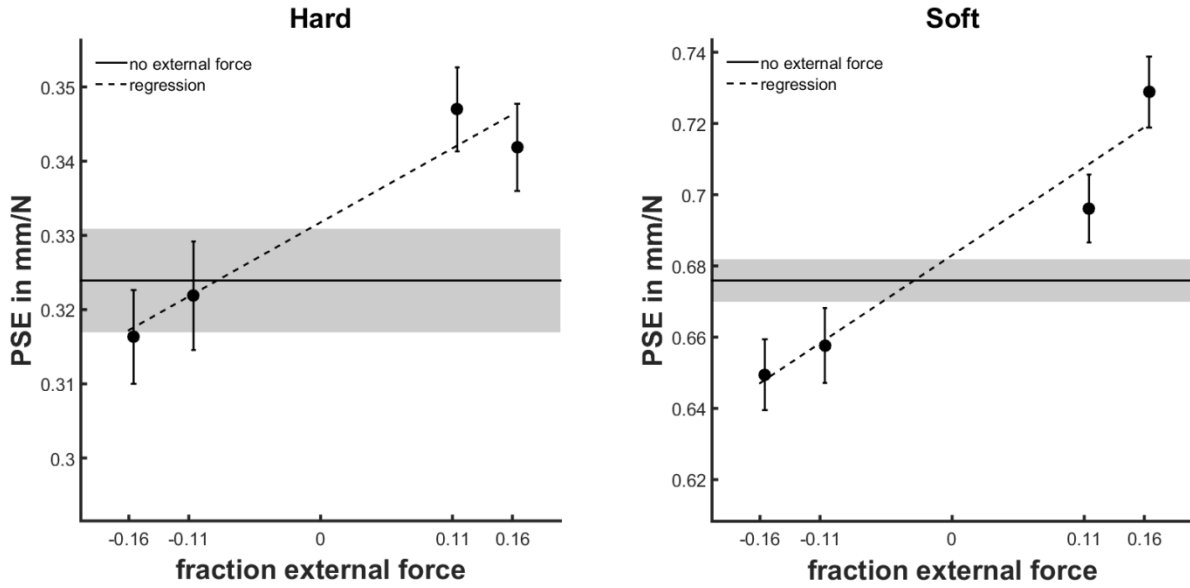 Hard
no external force
regression
PSE in mm/N
0.35
0.34
0.33
0.32
0.31
0.3
-0.16 -0.11 0 0.11 0.16
fraction external force
Soft
no external force
regression
PSE in mm/N
0.74
0.72
0.7
0.68
0.66
0.64
0.62
-0.16 -0.11 0 0.11 0.16
fraction external force